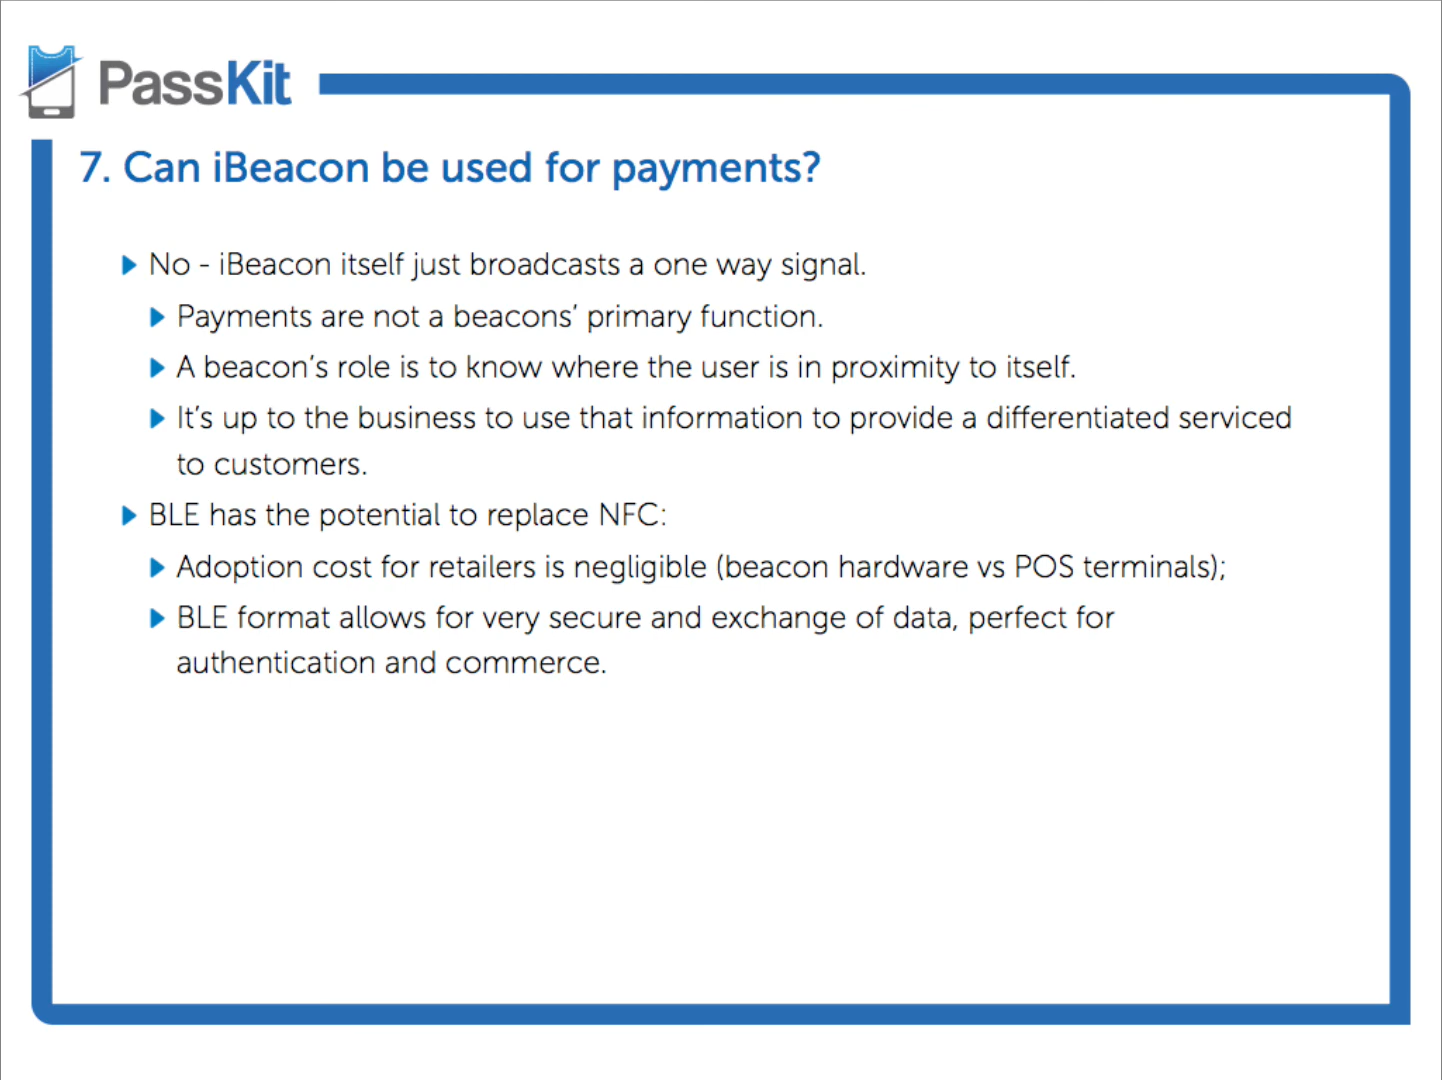 PassKit
7. Can iBeacon be used for payments?
No - iBeacon itself just broadcasts a one way signal.
Payments are not a beacons’ primary function.
A beacon’s role is to know where the user is in proximity to itself.
It’s up to the business to use that information to provide a differentiated serviced
to customers.
BLE has the potential to replace NFC:
Adoption cost for retailers is negligible (beacon hardware vs POS terminals);
BLE format allows for very secure and exchange of data, perfect for
authentication and commerce.